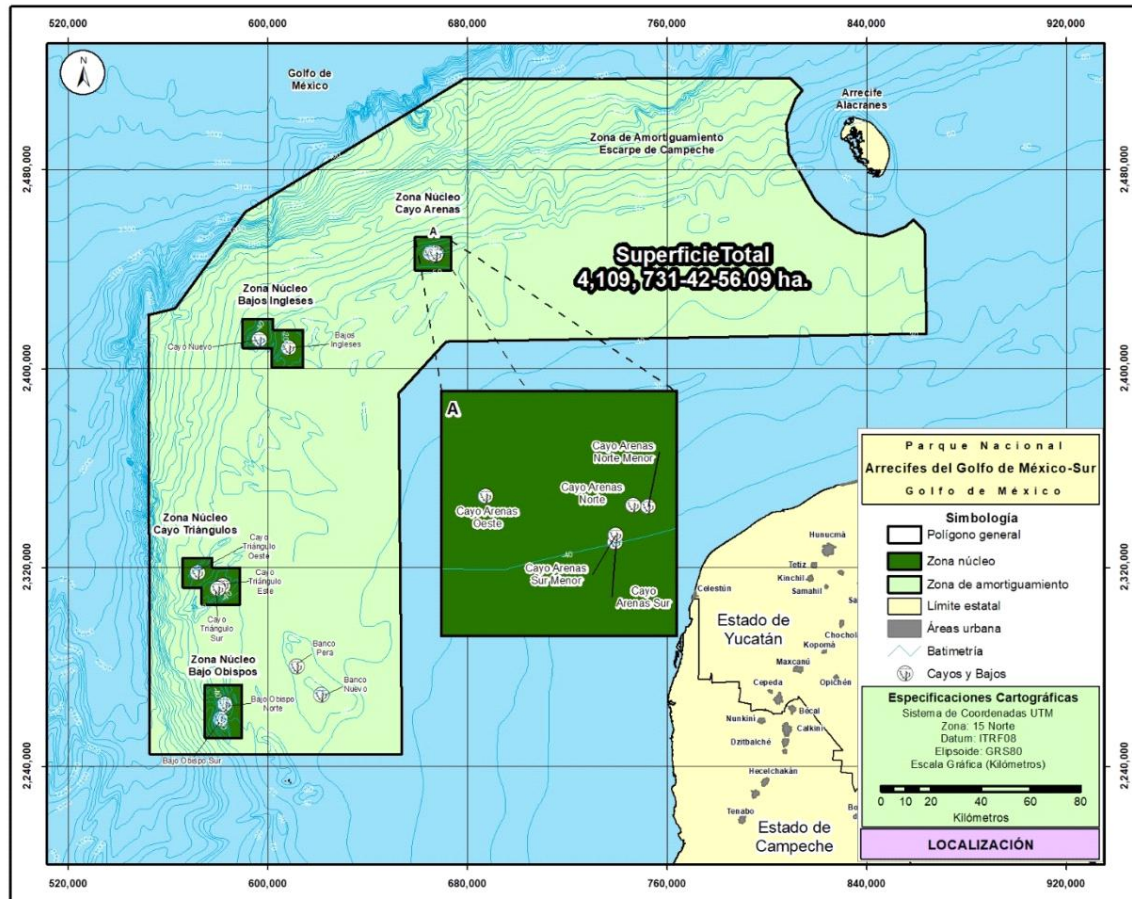 520,000
600,000
680,000
760,000
840,000
920,000
N
Golfo de
México
Arrecife
Alacranes
Zona de Amortiguamiento
Escarpe de Campeche
2,480,000
2,480,000
Zona Núcleo
Cayo Arenas
A
SuperficieTotal
4,109, 731-42-56.09 ha.
Zona Núcleo
Bajos Ingleses
Cayo Nuevo
Bajos
Ingleses
2,400,000
2,400,000
A
Cayo Arenas
Norte Menor
Cayo Arenas
Norte
Cayo Arenas
Oeste
Cayo Arenas
Sur Menor
Cayo
Arenas Sur
Zona Núcleo
Cayo Triángulos
Cayo
Triángulo
Oeste
Cayo
Triángulo
Este
Cayo
Triángulo
Sur
2,320,000
2,320,000
Zona Núcleo
Bajo Obispos
Banco
Pera
Banco
Nuevo
Bajo Obispo
Norte
Bajo Obispo Sur
2,240,000
2,240,000
Hunucmá
Tetiz
Kinchil
Samahil
Celestún
Estado de
Yucatán
Chochol
Kopomá
Maxcanú
Opichén
Cepeda
Bécal
Nunkiní
Calkiní
Dzitbalché
Hecelchakán
Tenabo
Bo
Estado de
Campeche
Parque Nacional
Arrecifes del Golfo de México-Sur
Golfo de México
Simbología
Polígono general
Zona núcleo
Zona de amortiguamiento
Límite estatal
Áreas urbana
Batimetría
Cayos y Bajos
Especificaciones Cartográficas
Sistema de Coordenadas UTM
Zona: 15 Norte
Datum: ITRF08
Elipsoide: GRS80
Escala Gráfica (Kilómetros)
0 10 20 40 60 80
Kilómetros
LOCALIZACIÓN
520,000
600,000
680,000
760,000
840,000
920,000